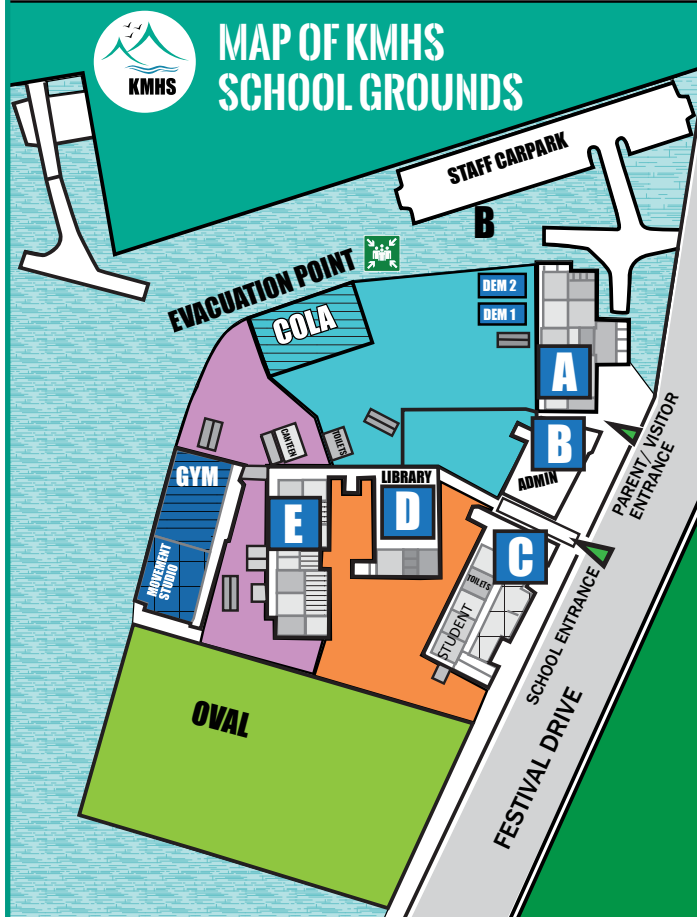 KMHS
MAP OF KMHS
SCHOOL GROUNDS
STAFF CARPARK
B
EVACUATION POINT
COLA
DEM 2
DEM 1
A
B
ADMIN
PARENT/ VISITOR
ENTRANCE
CANTEEN
TOILETS
GYM
LIBRARY
D
E
C
MOVEMENT
STUDIO
TOILETS
STUDENT
SCHOOL ENTRANCE
OVAL
FESTIVAL DRIVE